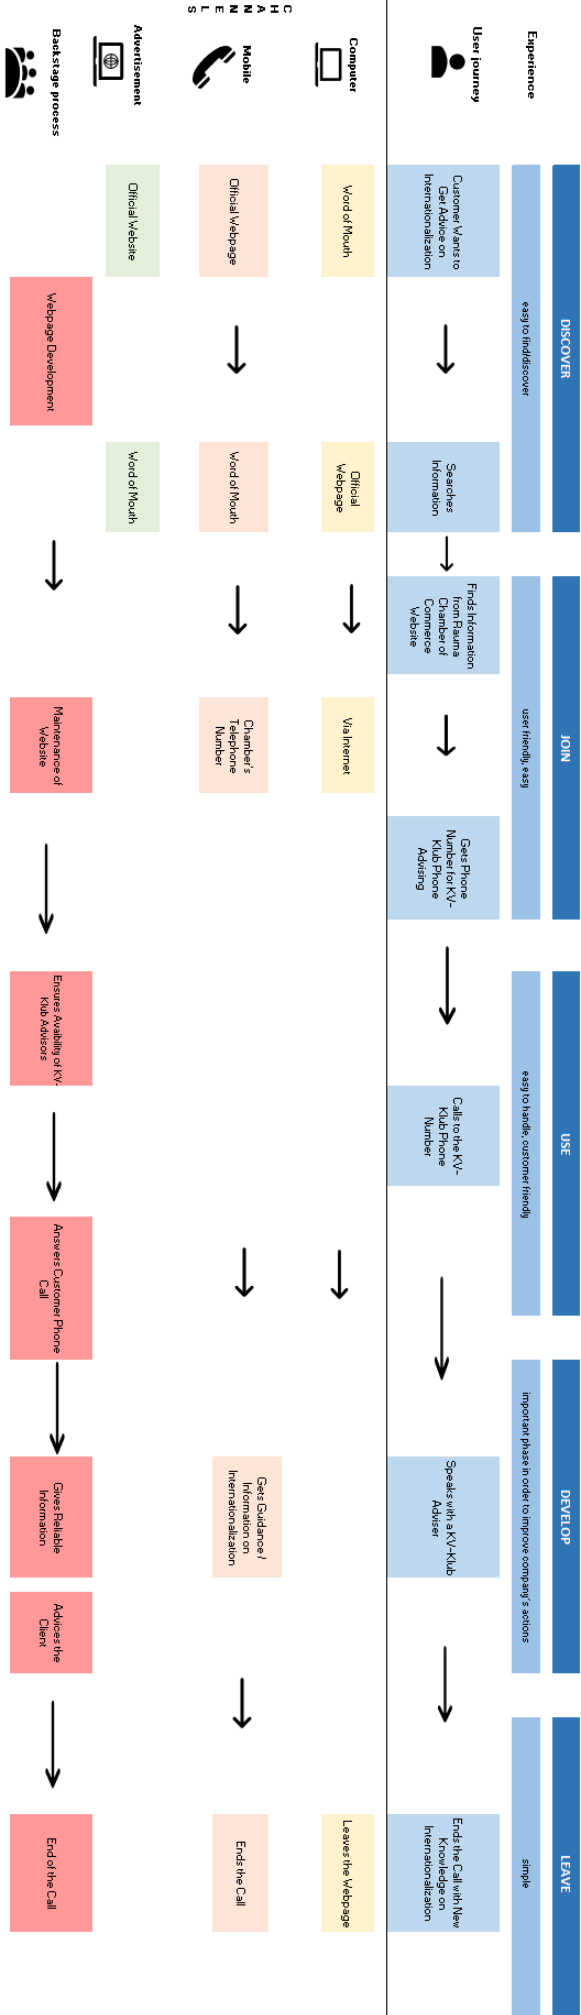 DISCOVER
JOIN
USE
DEVELOP
LEAVE
Experience
easy to find/discover
user friendly, easy
easy to handle, customer friendly
important phase in order to improve company's actions
simple
User journey
Customer Wants to
Get Advice on
Internationalization
Searches
Information
Finds Information
from Rauma
Chamber of
Commerce
Website
Gets Phone
Number for KV-
Klub Phone
Advising
Calls to the KV-
Klub Phone
Number
Speaks with a KV-Klub
Adviser
Ends the Call with New
Knowledge on
Internationalization
C
H
A
N
N
E
L
S
Computer
Word of Mouth
Official
Webpage
Via Internet
Leaves the Webpage
Mobile
Official Webpage
Word of Mouth
Chamber's
Telephone
Number
Gets Guidance /
Information on
Internationalization
Ends the Call
Advertisement
Official Website
Word of Mouth
Backstage process
Webpage Development
Maintenance of
Website
Ensures Avaibility of KV-
Klub Advisors
Answers Customer Phone
Call
Gives Reliable
Information
Advices the
Client
End of the Call